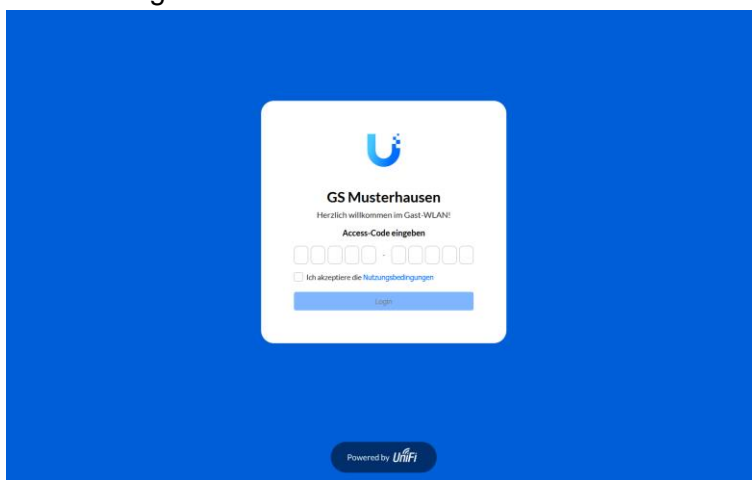 GS Musterhausen
Herzlich willkommen im Gast-WLAN!
Access-Code eingeben
-
Ich akzeptiere die Nutzungsbedingungen
Login
Powered by UniFi